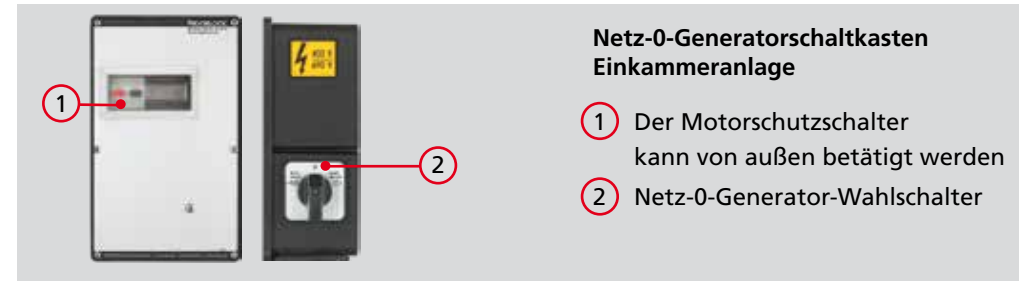 1
2
Netz-0-Generatorschaltkasten
Einkammeranlage
1 Der Motorschutzschalter
kann von außen betätigt werden
2 Netz-0-Generator-Wahlschalter